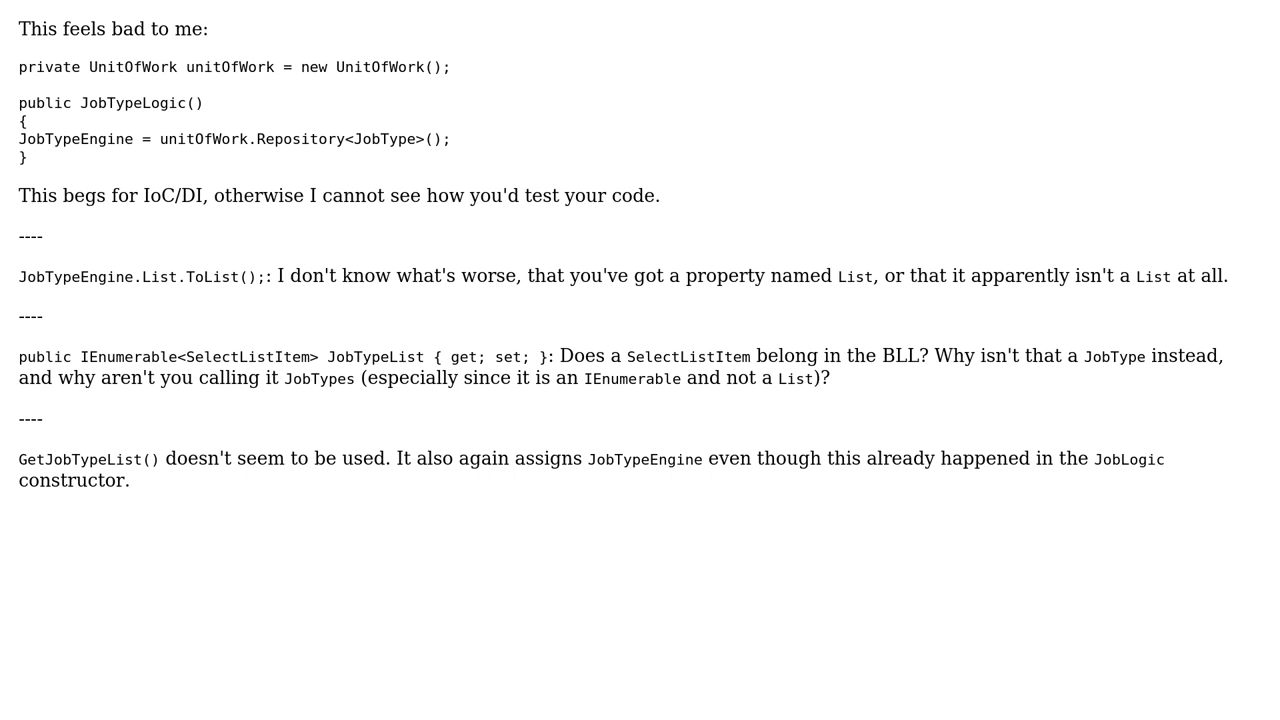 This feels bad to me:
private UnitOfWork unitOfWork = new UnitOfWork();
public JobTypeLogic()
{
JobTypeEngine = unitOfWork.Repository<JobType>();
}
This begs for IoC/DI, otherwise I cannot see how you'd test your code.
----
JobTypeEngine.List.ToList();: I don't know what's worse, that you've got a property named List, or that it apparently isn't a List at all.
----
public IEnumerable<SelectListItem> JobTypeList { get; set; }: Does a SelectListItem belong in the BLL? Why isn't that a JobType instead,
and why aren't you calling it JobTypes (especially since it is an IEnumerable and not a List)?
----
GetJobTypeList() doesn't seem to be used. It also again assigns JobTypeEngine even though this already happened in the JobLogic
constructor.